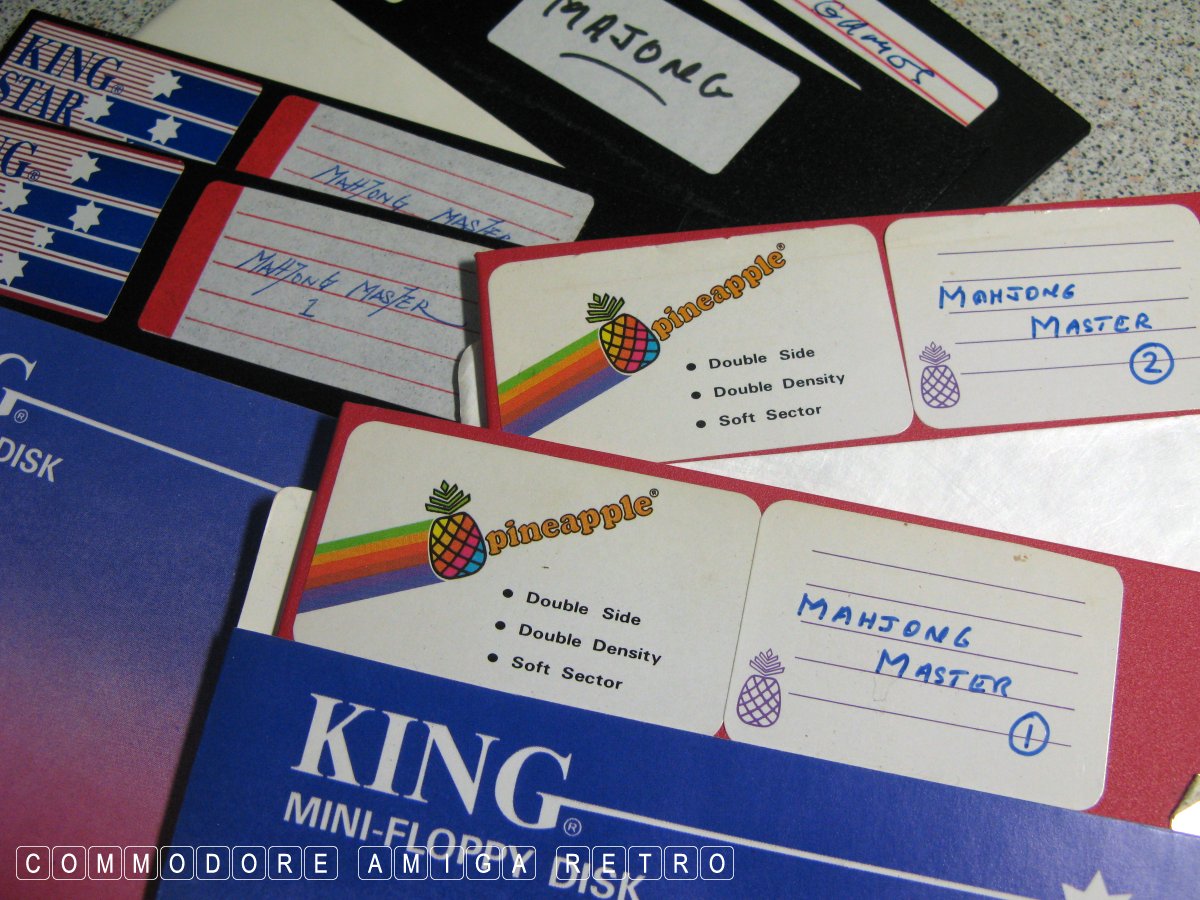 MAJONG
Games
KING®
STAR
MAHJONG MASTER
NG®
MAHJONG MASTER
1
pineapple®
• Double Side
• Double Density
• Soft Sector
MAHJONG
MASTER
2
G®
DISK
pineapple®
• Double Side
• Double Density
• Soft Sector
MAHJONG
MASTER
1
KING®
MINI-FLOPPY DISK
COMMODORE AMIGA RETRO